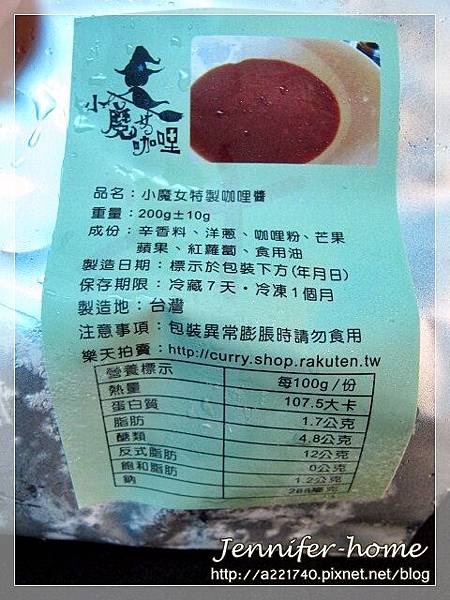 小魔女咖哩
品名：小魔女特製咖哩醬
重量：200g±10g
成份：辛香料、洋蔥、咖哩粉、芒果
蘋果、紅蘿蔔、食用油
製造日期：標示於包裝下方(年月日)
保存期限：冷藏7天‧冷凍1個月
製造地：台灣
注意事項：包裝異常膨脹時請勿食用
樂天拍賣：http://curry.shop.rakuten.tw
營養標示 每100g／份
熱量 107.5大卡
蛋白質 1.7公克
脂肪 4.8公克
醣類 12公克
反式脂肪 0公克
飽和脂肪 1.2公克
鈉 毫克
Jennifer-home
http://a221740.pixnet.net/blog